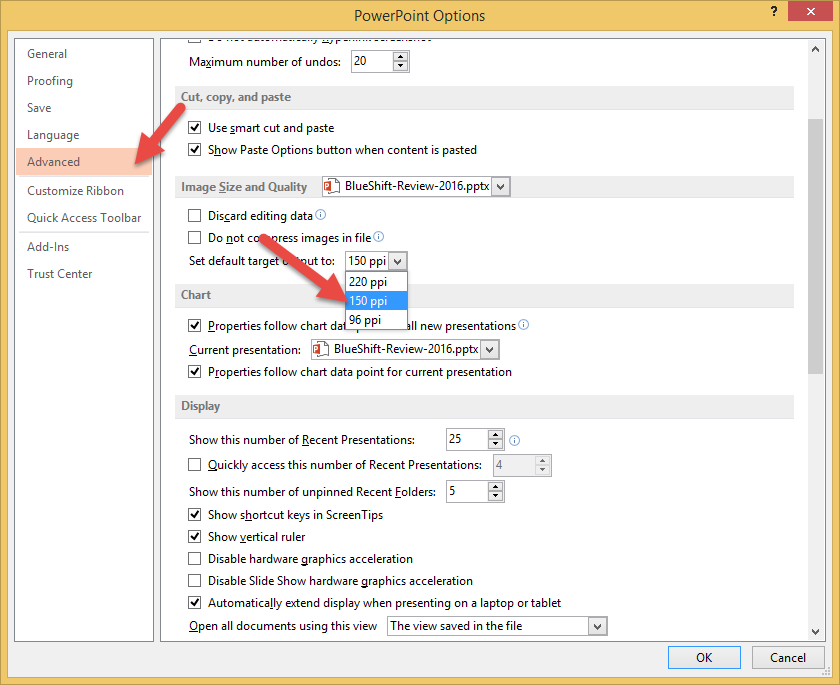 PowerPoint Options
?
General
Proofing
Save
Language
Advanced
Customize Ribbon
Quick Access Toolbar
Add-Ins
Trust Center
Maximum number of undos: 20
Cut, copy, and paste
Use smart cut and paste
Show Paste Options button when content is pasted
Image Size and Quality BlueShift-Review-2016.pptx
Discard editing data
Do not compress images in file
Set default target output to: 150 ppi
220 ppi
150 ppi
96 ppi
Chart
Properties follow chart data all new presentations
Current presentation: BlueShift-Review-2016.pptx
Properties follow chart data point for current presentation
Display
Show this number of Recent Presentations: 25
Quickly access this number of Recent Presentations: 4
Show this number of unpinned Recent Folders: 5
Show shortcut keys in ScreenTips
Show vertical ruler
Disable hardware graphics acceleration
Disable Slide Show hardware graphics acceleration
Automatically extend display when presenting on a laptop or tablet
Open all documents using this view The view saved in the file
OK Cancel